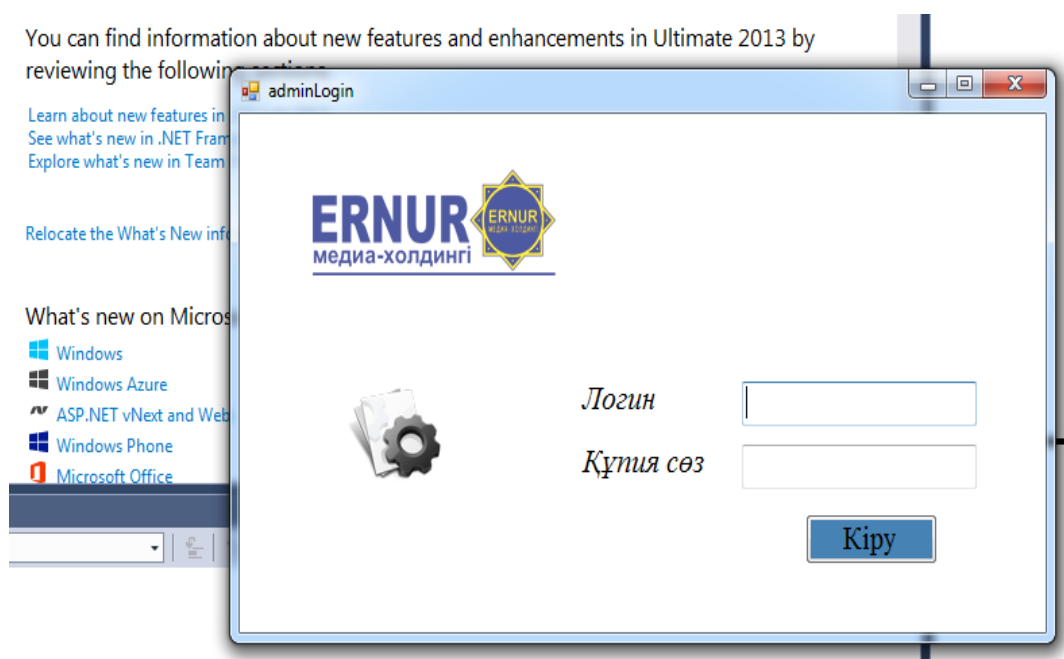 You can find information about new features and enhancements in Ultimate 2013 by
reviewing the following sections
Learn about new features in
See what's new in .NET Fram
Explore what's new in Team
Relocate the What's New info
What's new on Micros
Windows
Windows Azure
ASP.NET vNext and Web
Windows Phone
Microsoft Office
adminLogin
ERNUR
медиа-холдингі
ERNUR
МЕДИА-ХОЛДИНГІ
Логин
Құпия сөз
Кіру